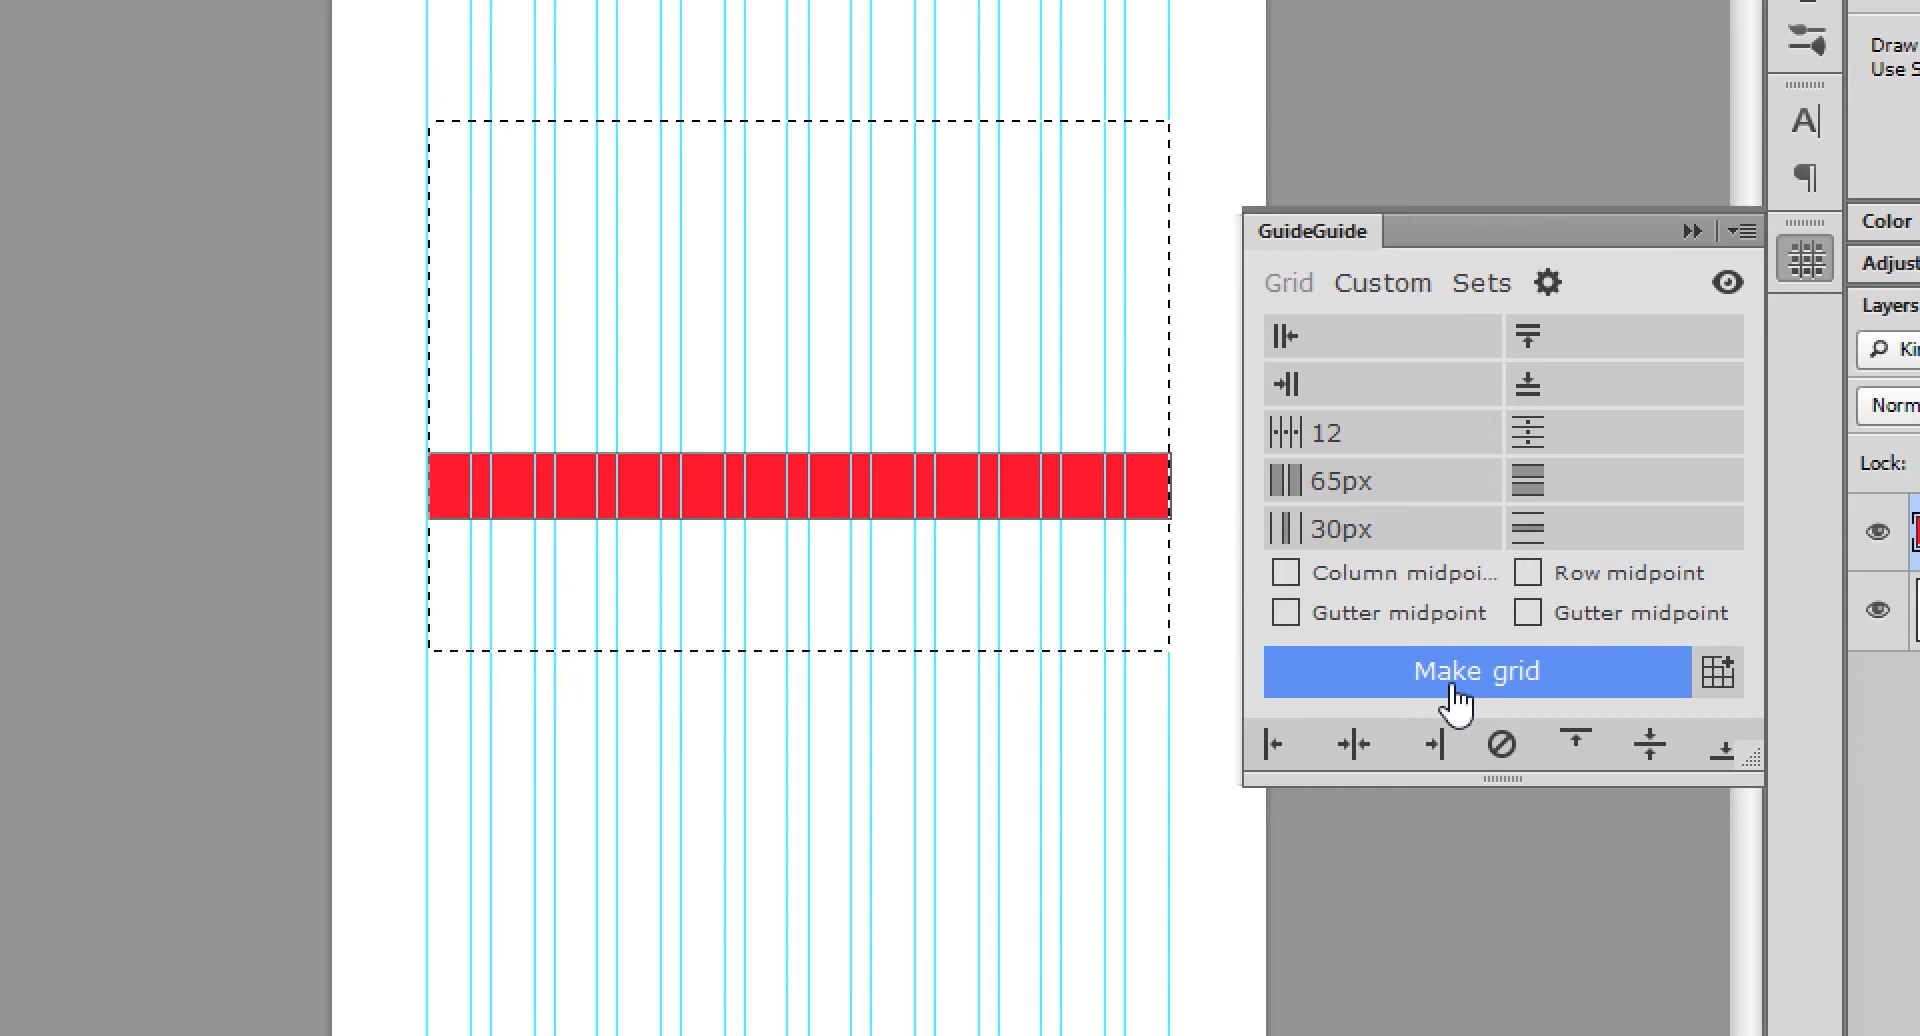 Draw
Use S
GuideGuide
Color
Grid Custom Sets
Adjust
Layers
Kin
Norm
12
65px
30px
Lock:
Column midpoi...
Row midpoint
Gutter midpoint
Gutter midpoint
Make grid